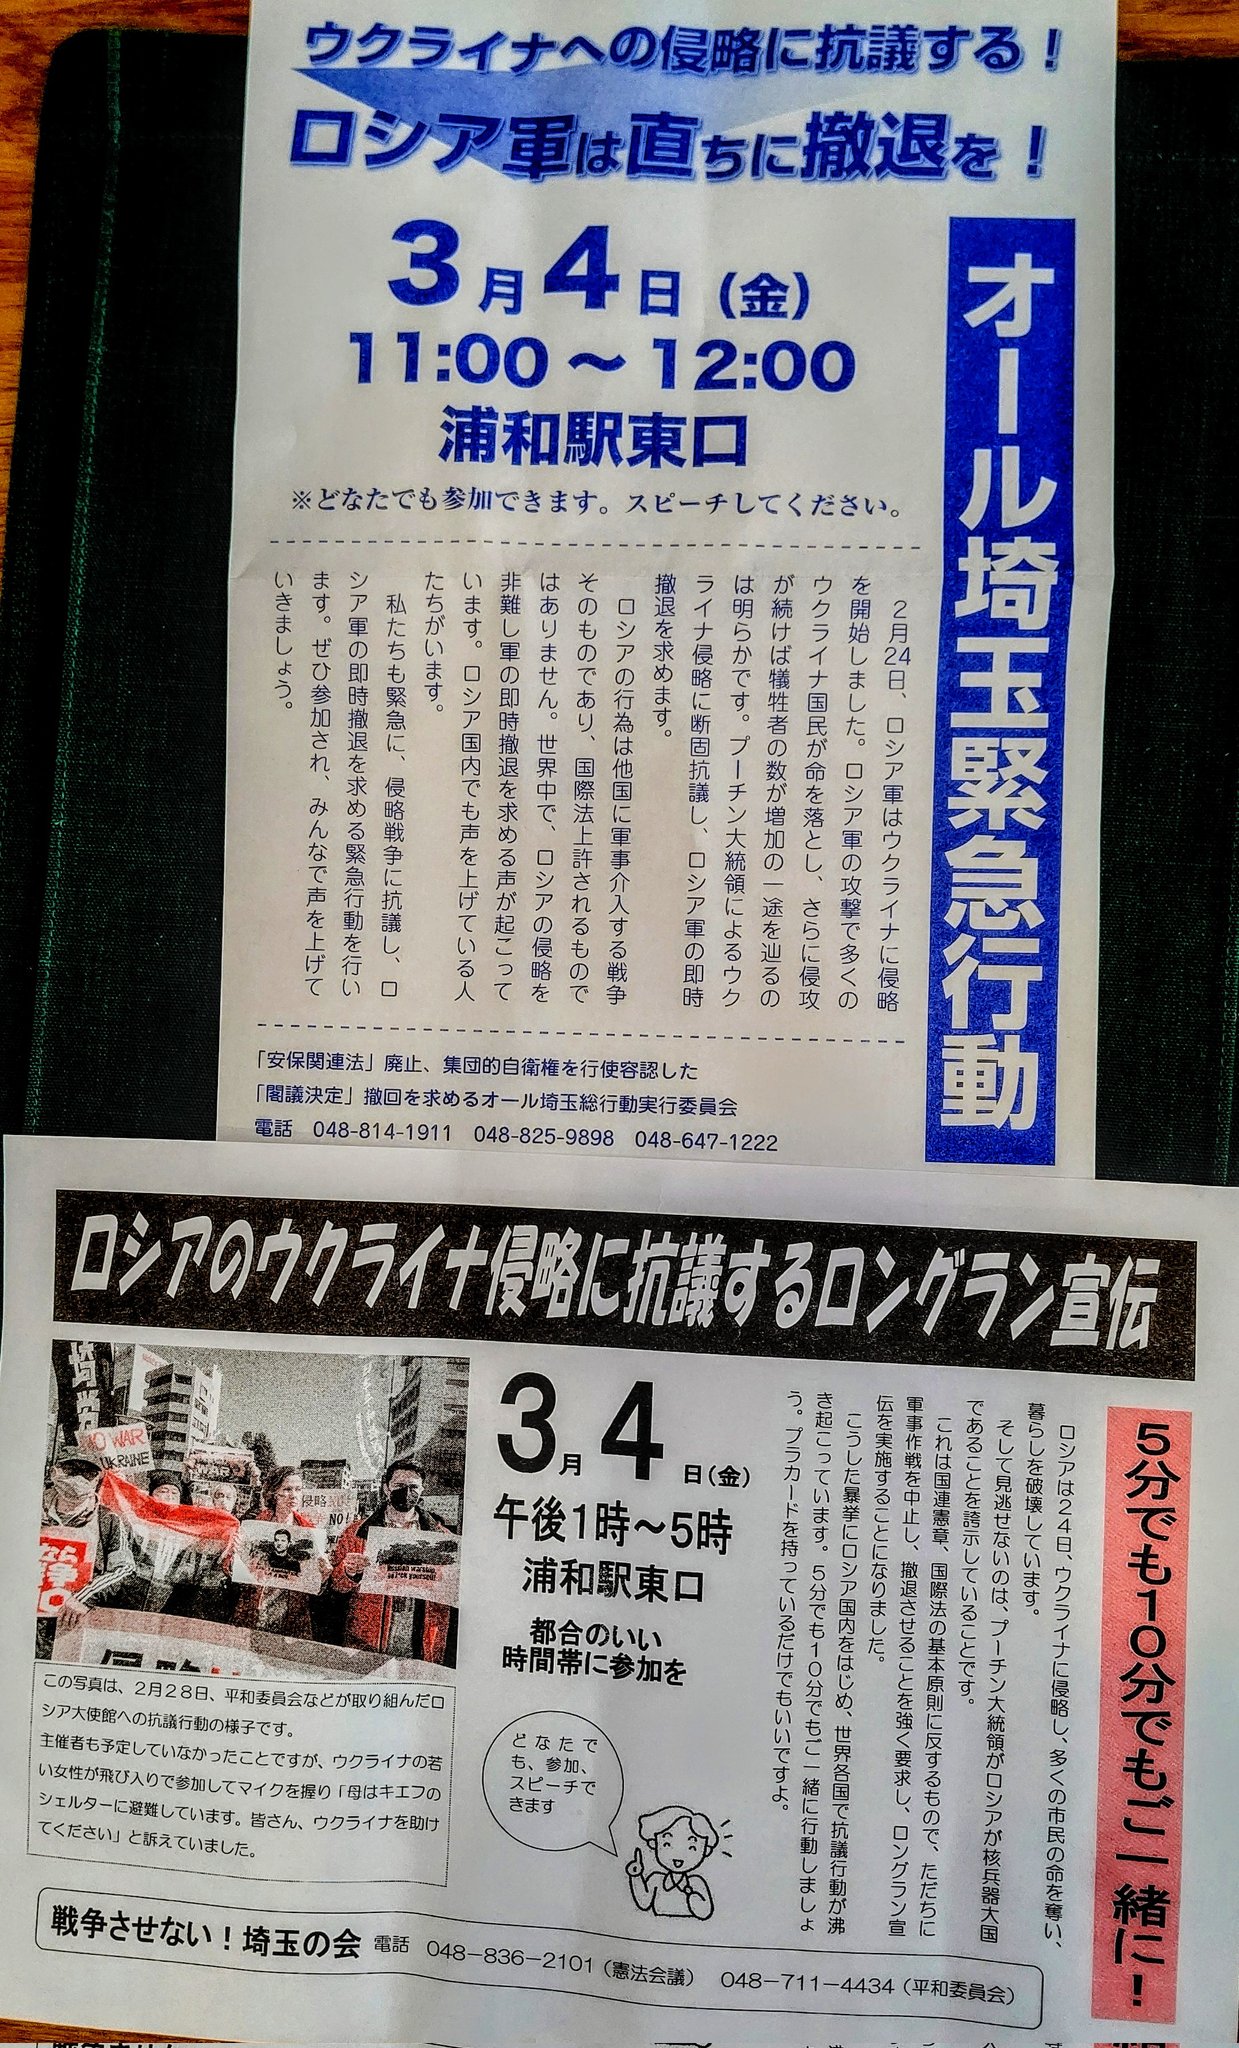 ウクライナへの侵略に抗議する！
ロシア軍は直ちに撤退を！
オール埼玉緊急行動
3月4日（金）
11:00～12:00
浦和駅東口
※どなたでも参加できます。スピーチしてください。
2月24日、ロシア軍はウクライナに侵略
を開始しました。ロシア軍の攻撃で多くの
ウクライナ国民が命を落とし、さらに侵攻
が続けば犠牲者の数が増加の一途を辿るの
は明らかです。プーチン大統領によるウク
ライナ侵略に断固抗議し、ロシア軍の即時
撤退を求めます。
ロシアの行為は他国に軍事介入する戦争
そのものであり、国際法上許されるもので
はありません。世界中で、ロシアの侵略を
非難し軍の即時撤退を求める声が起こって
います。ロシア国内でも声を上げている人
たちがいます。
私たちも緊急に、侵略戦争に抗議し、ロ
シア軍の即時撤退を求める緊急行動を行い
ます。ぜひ参加され、みんなで声を上げて
いきましょう。
「安保関連法」廃止、集団的自衛権を行使容認した
「閣議決定」撤回を求めるオール埼玉総行動実行委員会
電話 048-814-1911 048-825-9898 048-647-1222
ロシアのウクライナ侵略に抗議するロングラン宣伝
5分でも10分でもご一緒に！
ロシアは24日、ウクライナに侵略し、多くの市民の命を奪い、
暮らしを破壊しています。
そして見逃せないのは、プーチン大統領がロシアが核兵器大国
であることを誇示していることです。
これは国連憲章、国際法の基本原則に反するもので、ただちに
軍事作戦を中止し、撤退させることを強く要求し、ロングラン宣
伝を実施することになりました。
こうした暴挙にロシア国内をはじめ、世界各国で抗議行動が沸
き起こっています。5分でも10分でもご一緒に行動しましょ
う。プラカードを持っているだけでもいいですよ。
3月4日（金）
午後1時～5時
浦和駅東口
都合のいい
時間帯に参加を
どなたで
も、参加、
スピーチで
きます
NO WAR
UKRAINE
侵略
NO!
この写真は、2月28日、平和委員会などが取り組んだロ
シア大使館への抗議行動の様子です。
主催者も予定していなかったことですが、ウクライナの若
い女性が飛び入りで参加してマイクを握り「母はキエフの
シェルターに避難しています。皆さん、ウクライナを助け
てください」と訴えていました。
戦争させない！埼玉の会 電話 048-836-2101（憲法会議） 048-711-4434（平和委員会）